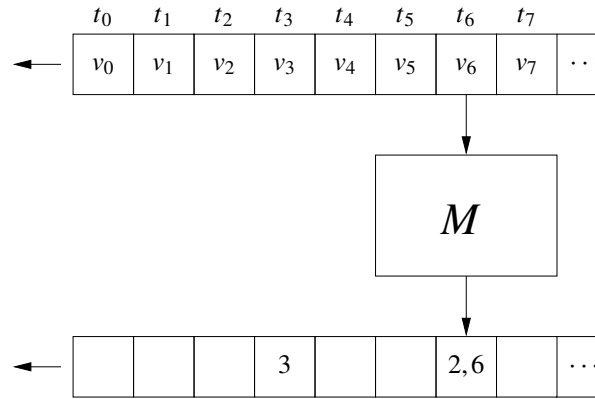 t₀ t₁ t₂ t₃ t₄ t₅ t₆ t₇
v₀ v₁ v₂ v₃ v₄ v₅ v₆ v₇ ··
M
3 2,6 ···